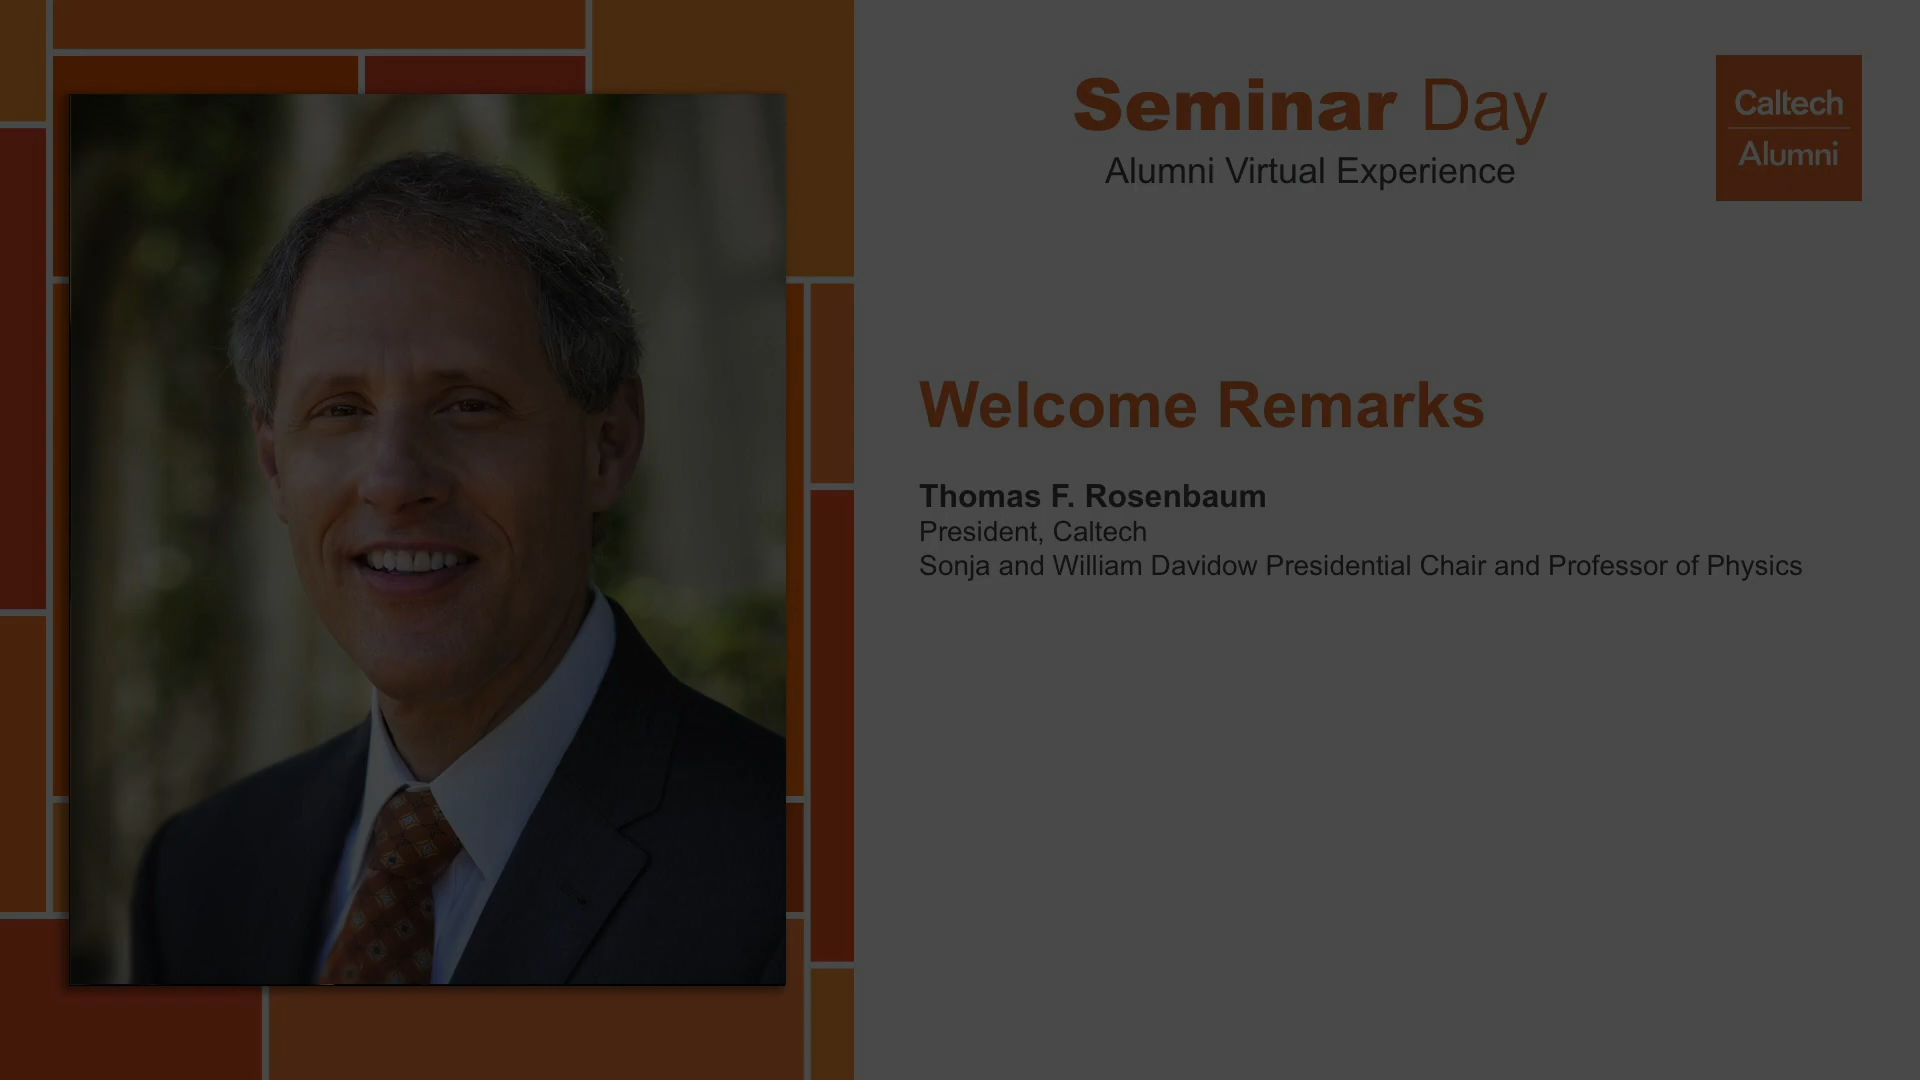 Seminar Day
Alumni Virtual Experience
Caltech
Alumni
Welcome Remarks
Thomas F. Rosenbaum
President, Caltech
Sonja and William Davidow Presidential Chair and Professor of Physics